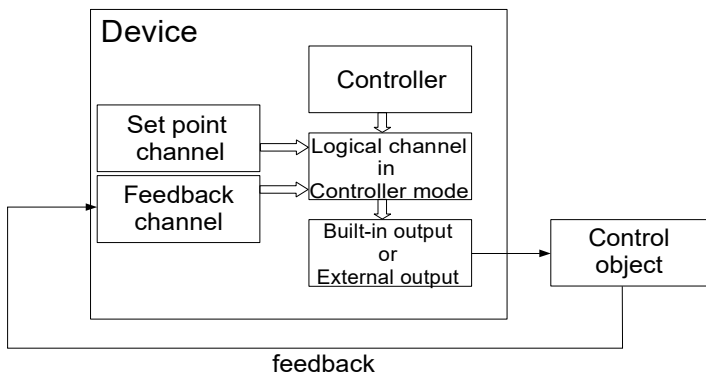 Device
Controller
Set point
channel
Logical channel
in
Controller mode
Feedback
channel
Built-in output
or
External output
Control
object
feedback